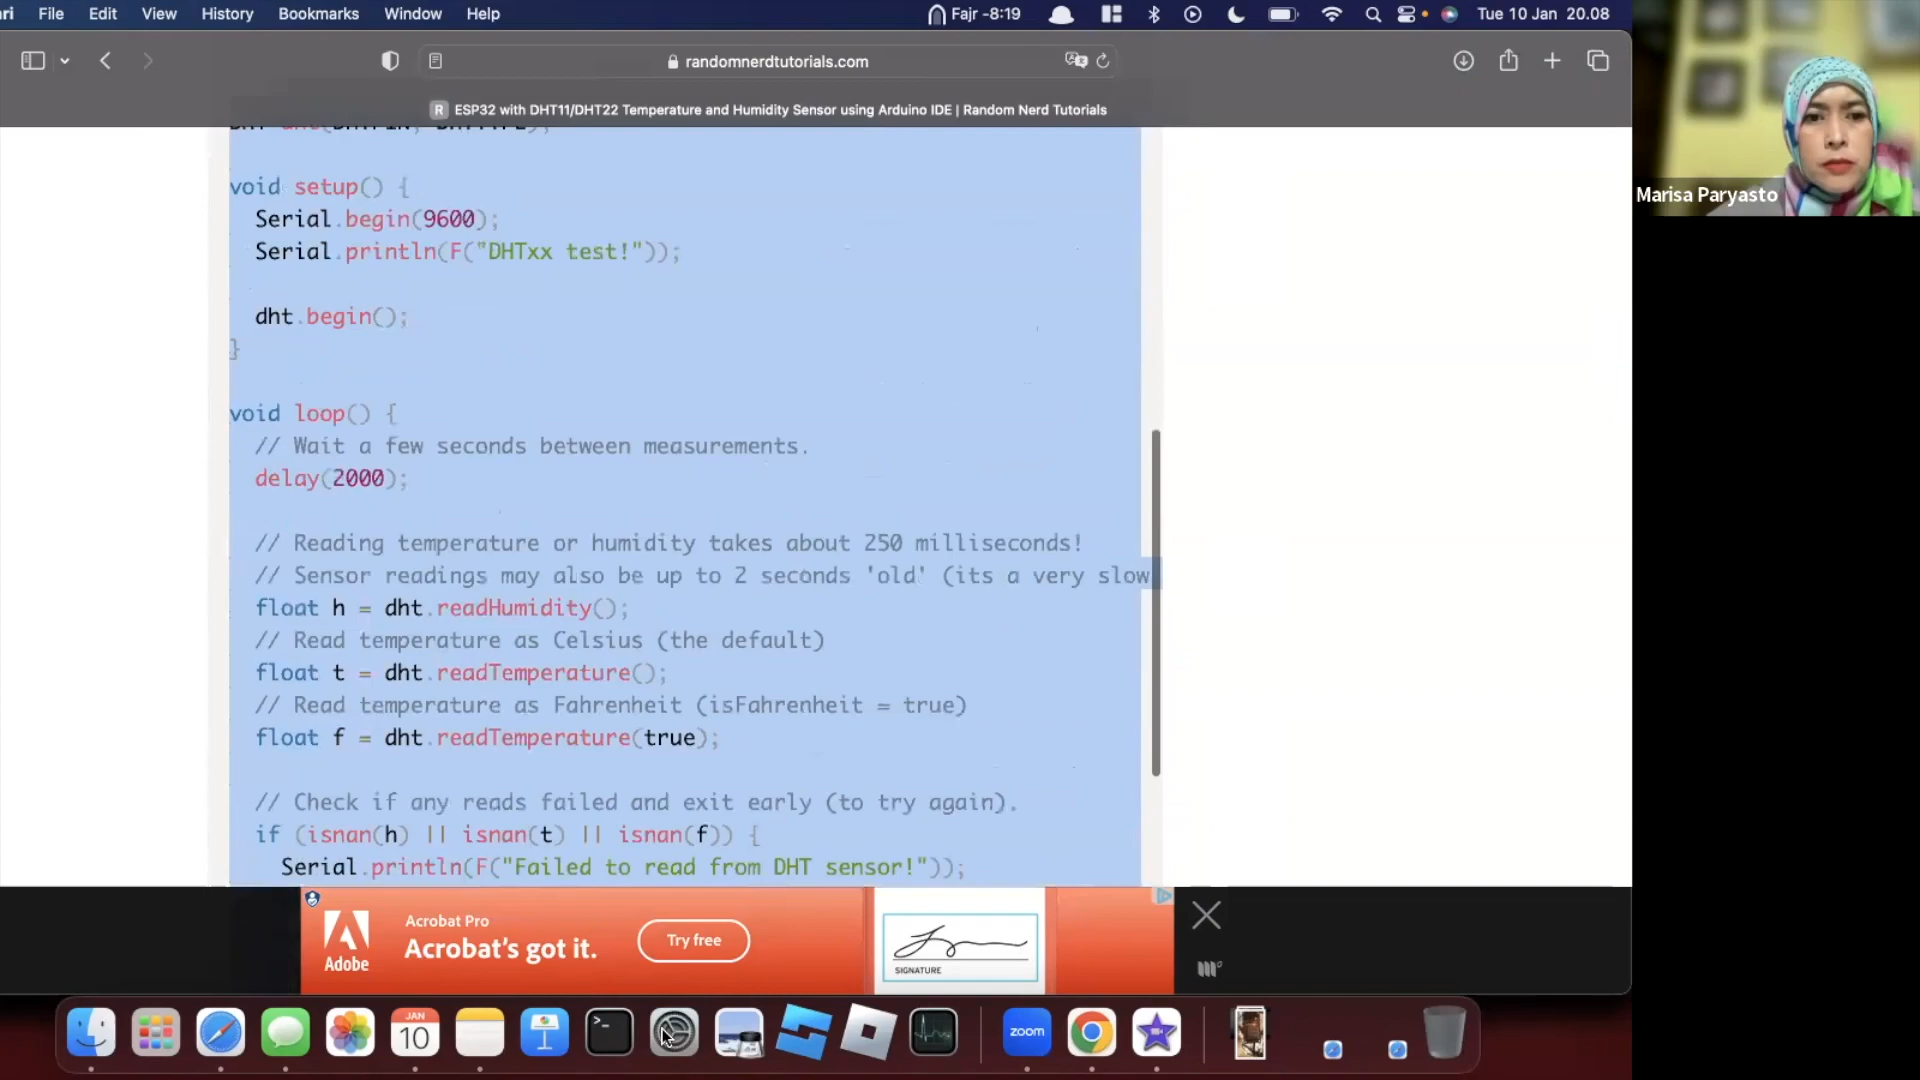 File Edit View History Bookmarks Window Help Fajr -8:19 Tue 10 Jan 20.08
randomnerdtutorials.com
R ESP32 with DHT11/DHT22 Temperature and Humidity Sensor using Arduino IDE | Random Nerd Tutorials
void setup() {
Serial.begin(9600);
Serial.println(F("DHTxx test!"));
dht.begin();
}
void loop() {
// Wait a few seconds between measurements.
delay(2000);
// Reading temperature or humidity takes about 250 milliseconds!
// Sensor readings may also be up to 2 seconds 'old' (its a very slow
float h = dht.readHumidity();
// Read temperature as Celsius (the default)
float t = dht.readTemperature();
// Read temperature as Fahrenheit (isFahrenheit = true)
float f = dht.readTemperature(true);
// Check if any reads failed and exit early (to try again).
if (isnan(h) || isnan(t) || isnan(f)) {
Serial.println(F("Failed to read from DHT sensor!"));
Marisa Paryasto
Adobe
Acrobat Pro
Acrobat's got it.
Try free
SIGNATURE
JAN
10
zoom